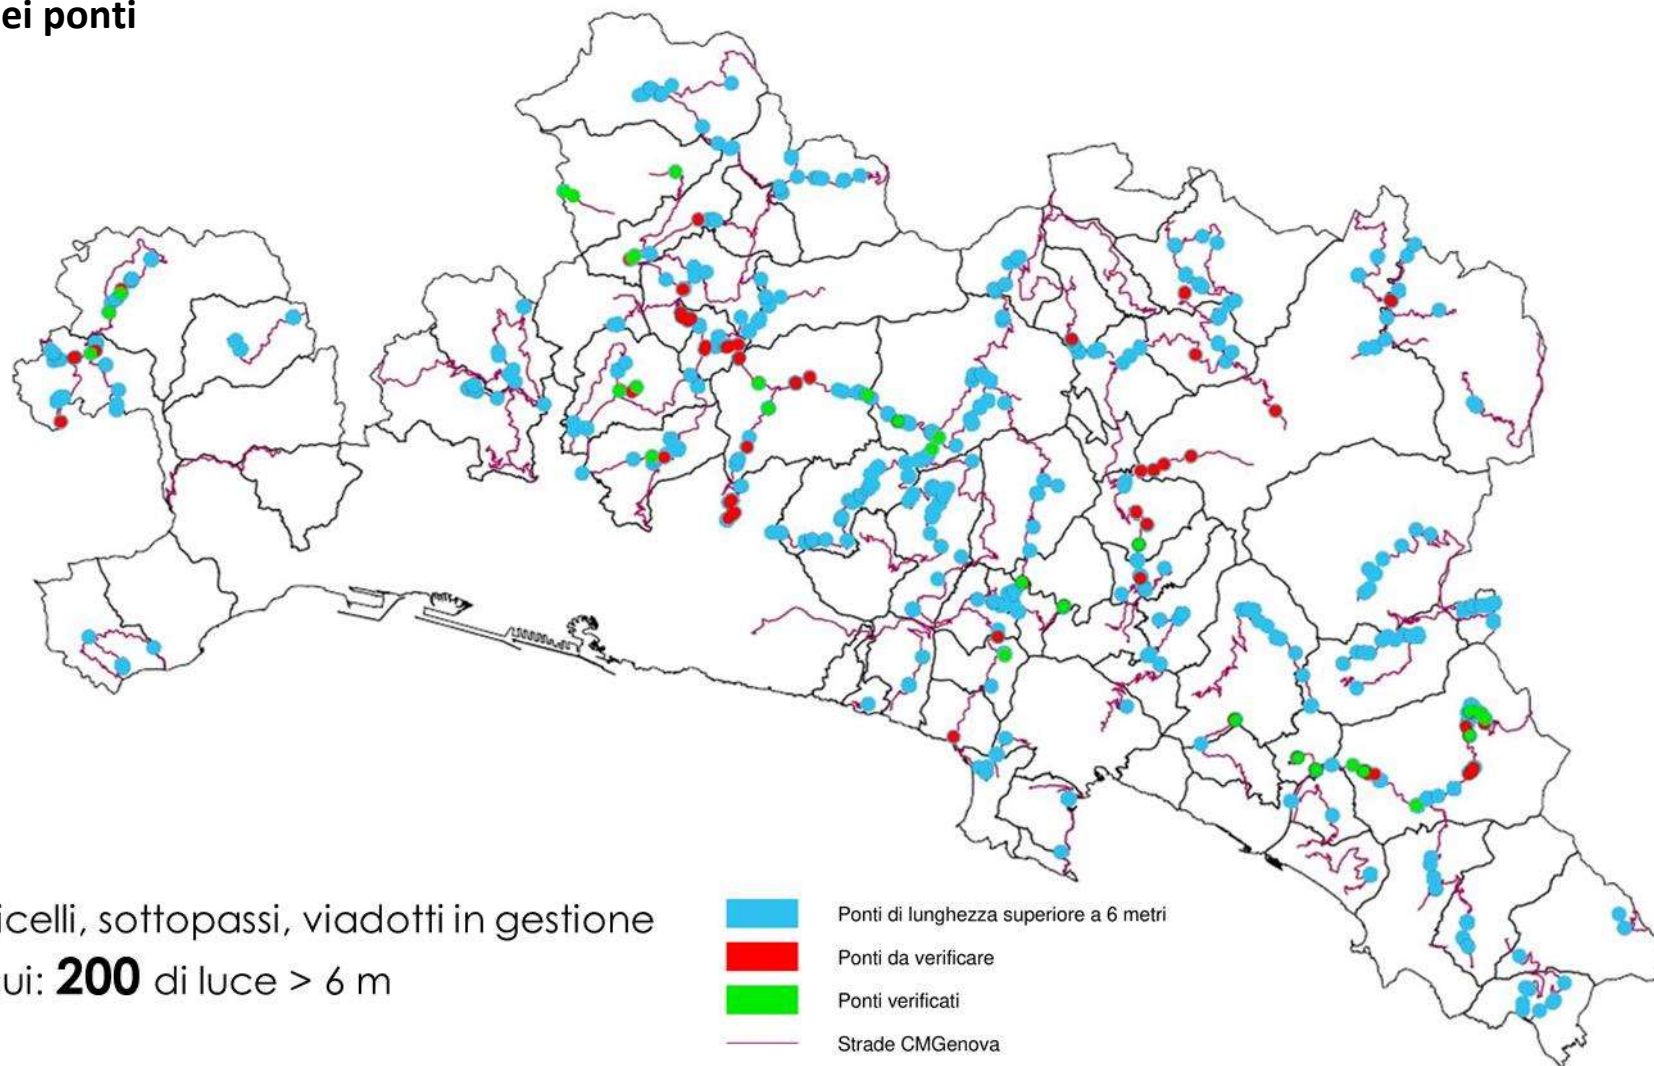 ei ponti
icelli, sottopassi, viadotti in gestione
ui: 200 di luce > 6 m
Ponti di lunghezza superiore a 6 metri
Ponti da verificare
Ponti verificati
Strade CMGenova